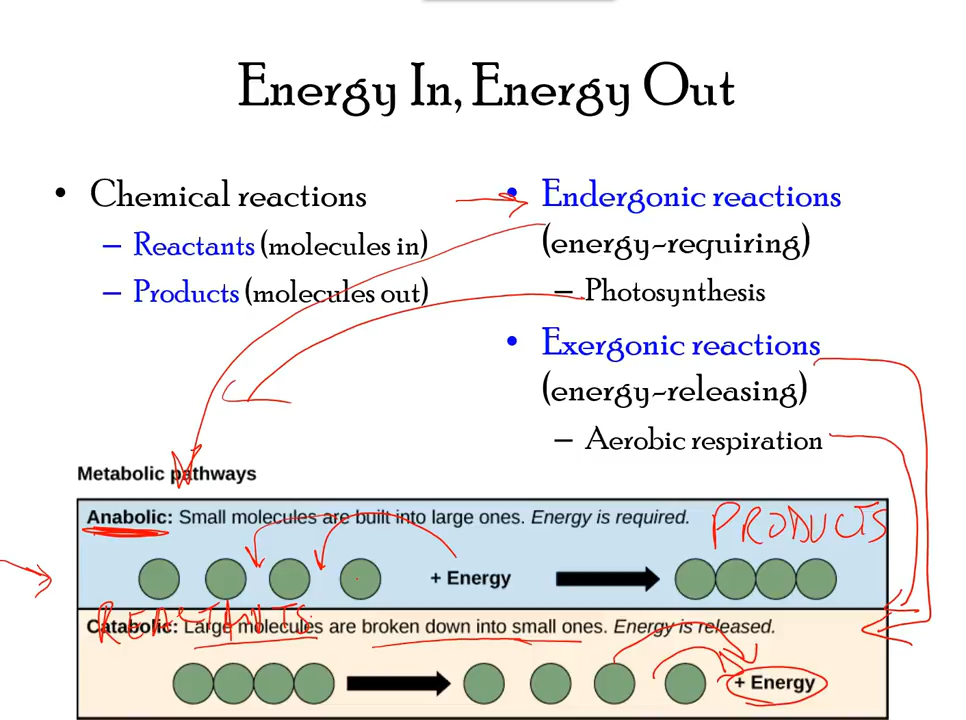 Energy In, Energy Out
• Chemical reactions
– Reactants (molecules in)
– Products (molecules out)
• Endergonic reactions
(energy-requiring)
– Photosynthesis
• Exergonic reactions
(energy-releasing)
– Aerobic respiration
Metabolic pathways
Anabolic: Small molecules are built into large ones. Energy is required.
PRODUCTS
+ Energy
REACTANTS
Catabolic: Large molecules are broken down into small ones. Energy is released.
+ Energy